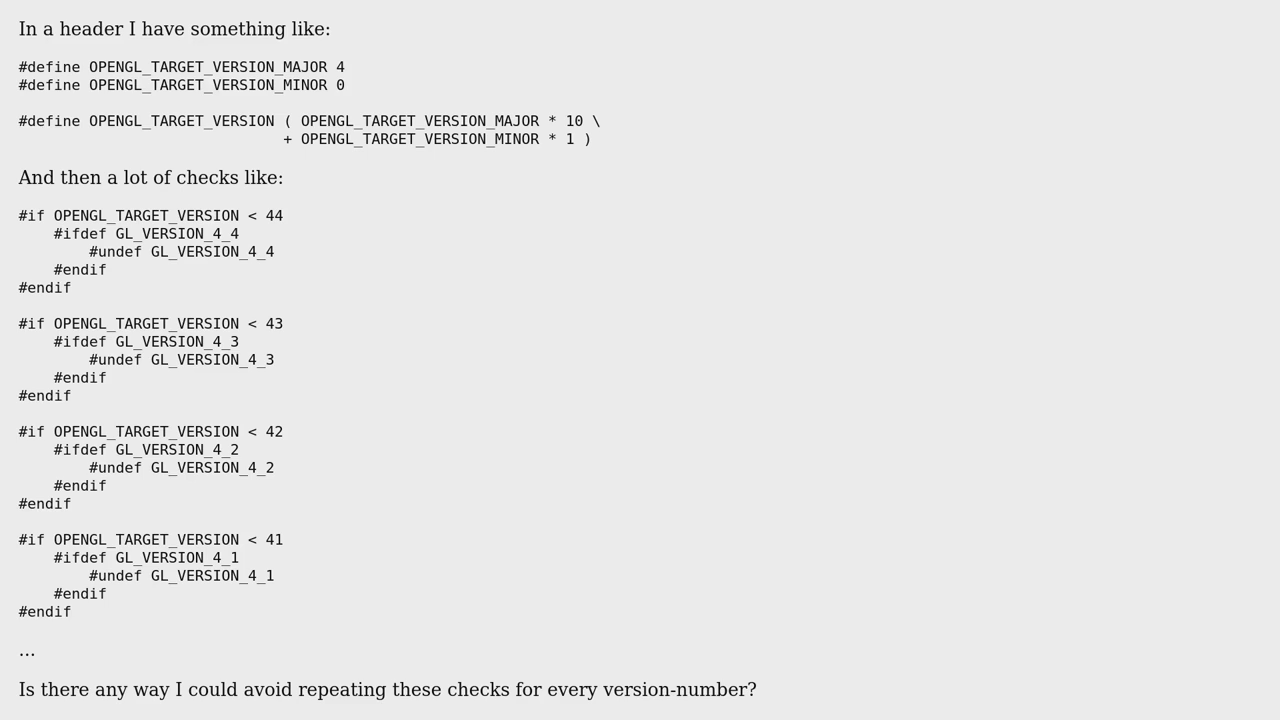 In a header I have something like:
#define OPENGL_TARGET_VERSION_MAJOR 4
#define OPENGL_TARGET_VERSION_MINOR 0
#define OPENGL_TARGET_VERSION ( OPENGL_TARGET_VERSION_MAJOR * 10 \
+ OPENGL_TARGET_VERSION_MINOR * 1 )
And then a lot of checks like:
#if OPENGL_TARGET_VERSION < 44
#ifdef GL_VERSION_4_4
#undef GL_VERSION_4_4
#endif
#endif
#if OPENGL_TARGET_VERSION < 43
#ifdef GL_VERSION_4_3
#undef GL_VERSION_4_3
#endif
#endif
#if OPENGL_TARGET_VERSION < 42
#ifdef GL_VERSION_4_2
#undef GL_VERSION_4_2
#endif
#endif
#if OPENGL_TARGET_VERSION < 41
#ifdef GL_VERSION_4_1
#undef GL_VERSION_4_1
#endif
#endif
...
Is there any way I could avoid repeating these checks for every version-number?